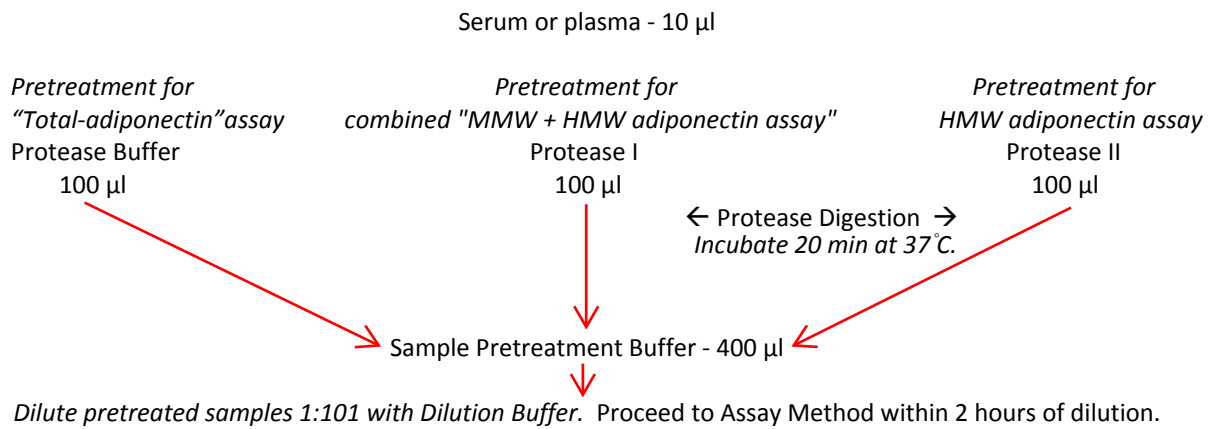 Serum or plasma - 10 µl
Pretreatment for
“Total-adiponectin”assay
Protease Buffer
100 µl
Pretreatment for
combined "MMW + HMW adiponectin assay"
Protease I
100 µl
Pretreatment for
HMW adiponectin assay
Protease II
100 µl
← Protease Digestion →
Incubate 20 min at 37°C.
Sample Pretreatment Buffer - 400 µl
Dilute pretreated samples 1:101 with Dilution Buffer. Proceed to Assay Method within 2 hours of dilution.